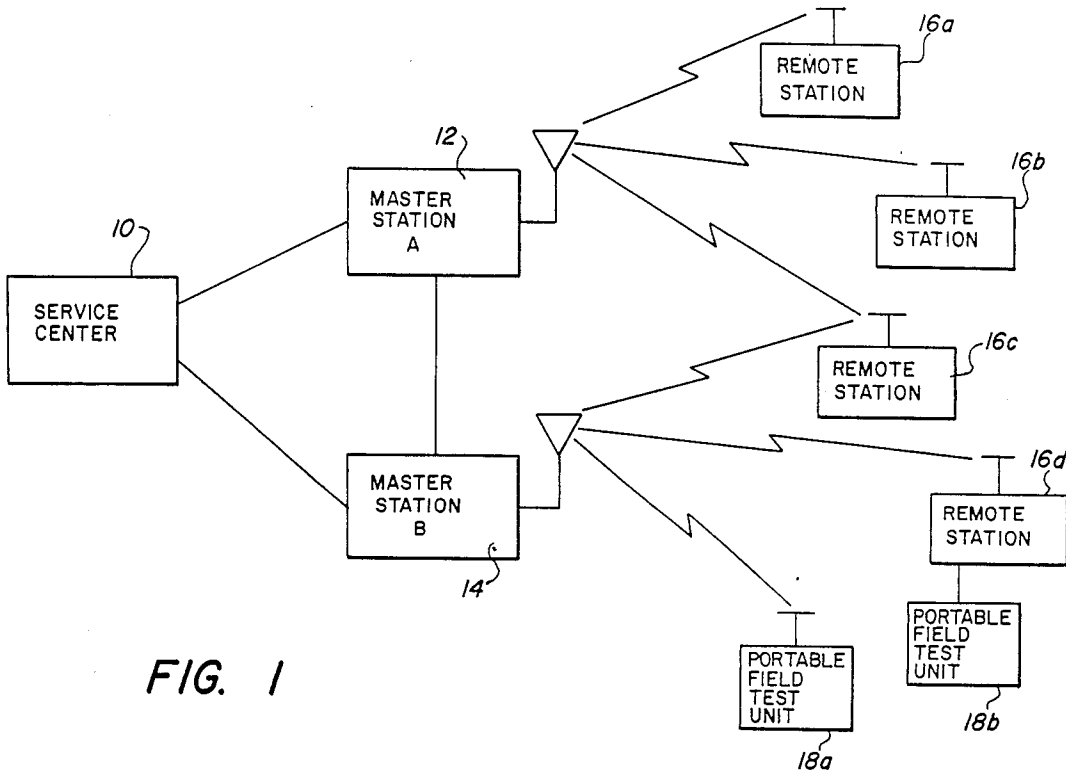 16a
REMOTE
STATION
12
MASTER
STATION
A
16b
REMOTE
STATION
10
SERVICE
CENTER
16c
REMOTE
STATION
MASTER
STATION
B
14
16d
REMOTE
STATION
PORTABLE
FIELD
TEST
UNIT
18b
PORTABLE
FIELD
TEST
UNIT
18a
FIG. 1